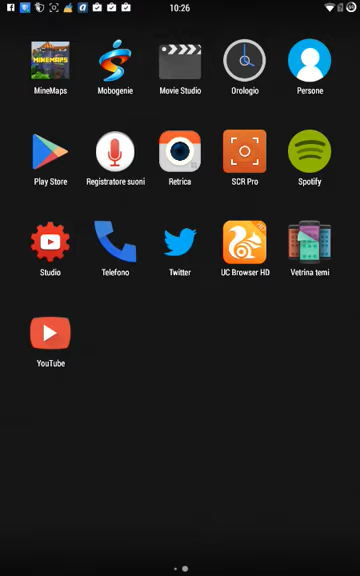 10:26
MINEMAPS
MineMaps
Mobogenie
Movie Studio
Orologio
Persone
Play Store
Registratore suoni
Retrica
SCR Pro
Spotify
Studio
Telefono
Twitter
HD
UC Browser HD
Vetrina temi
YouTube